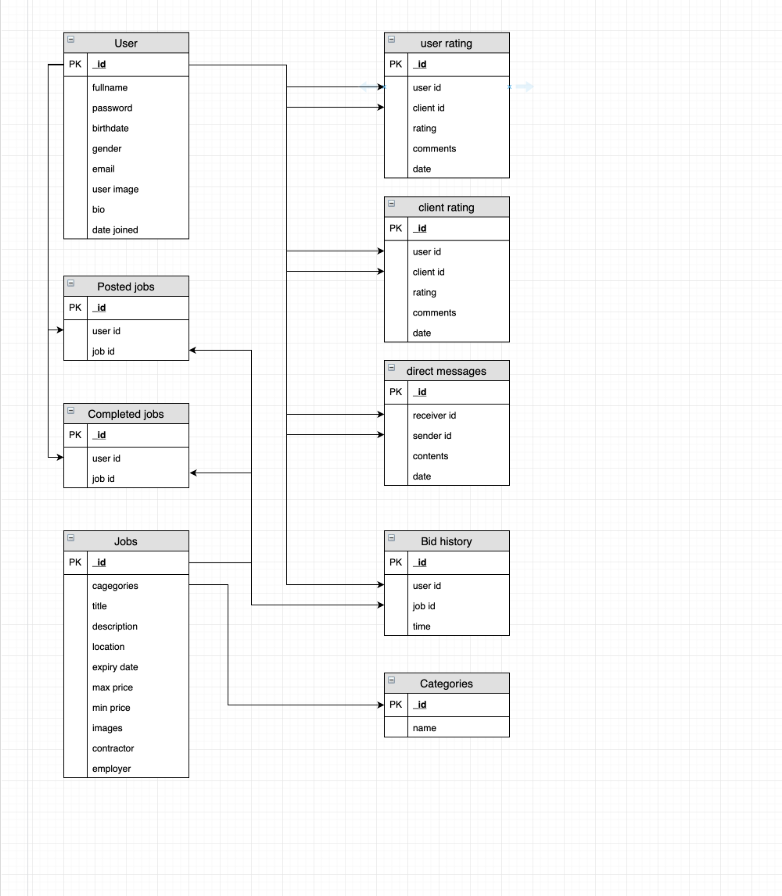 User
PK _id
fullname
password
birthdate
gender
email
user image
bio
date joined
Posted jobs
PK _id
user id
job id
Completed jobs
PK _id
user id
job id
Jobs
PK _id
cagegories
title
description
location
expiry date
max price
min price
images
contractor
employer
user rating
PK _id
user id
client id
rating
comments
date
client rating
PK _id
user id
client id
rating
comments
date
direct messages
PK _id
receiver id
sender id
contents
date
Bid history
PK _id
user id
job id
time
Categories
PK _id
name